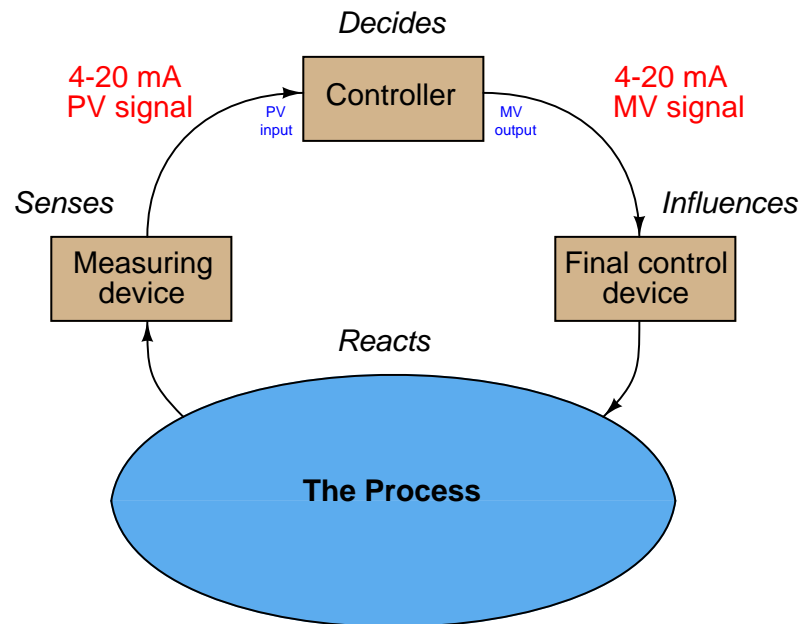 Decides
4-20 mA
PV signal
Controller
4-20 mA
MV signal
PV
input
MV
output
Senses
Influences
Measuring
device
Final control
device
Reacts
The Process